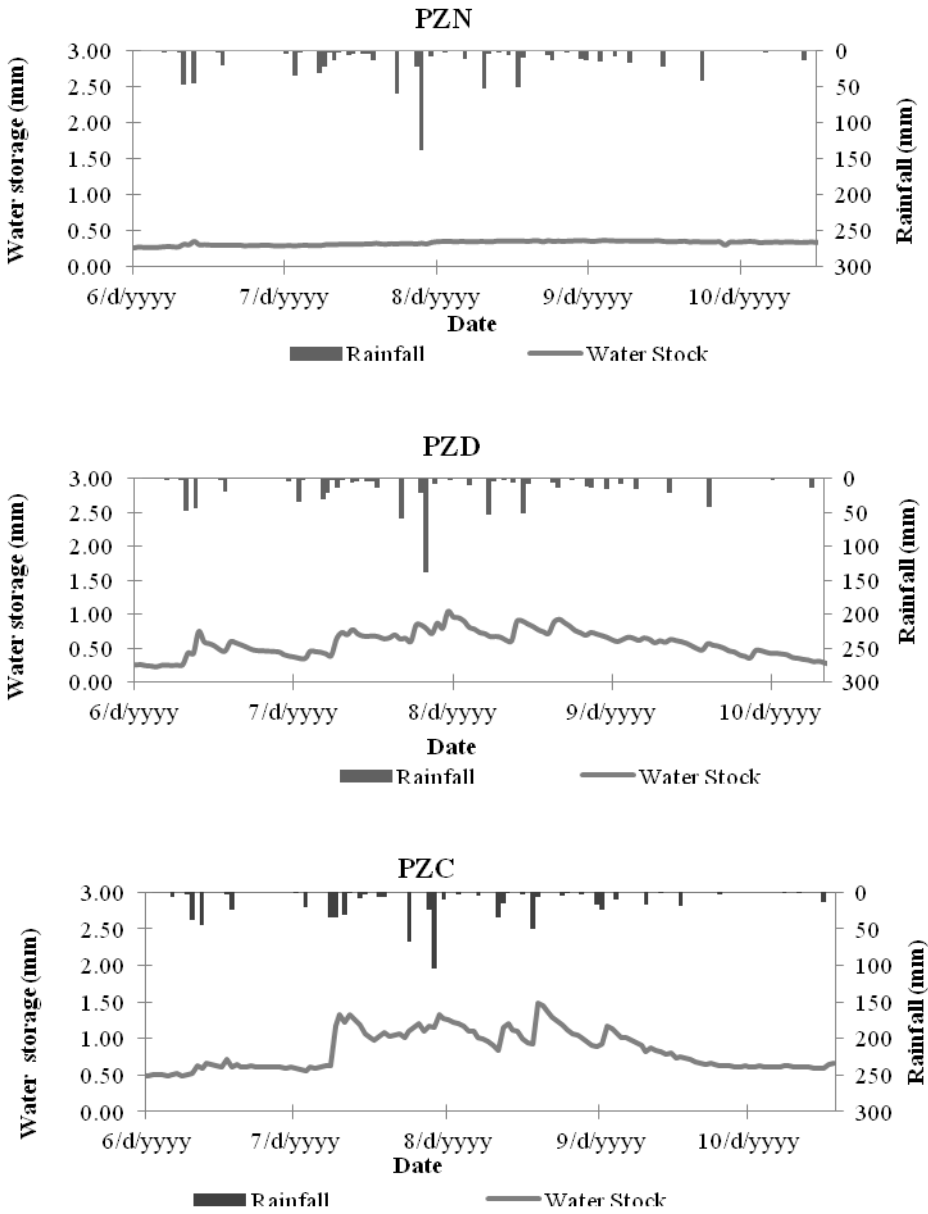 PZN
Water storage (mm)
3.00
2.50
2.00
1.50
1.00
0.50
0.00
0
50
100
150
200
250
300
Rainfall (mm)
6/d/yyyy 7/d/yyyy 8/d/yyyy 9/d/yyyy 10/d/yyyy
Date
Rainfall Water Stock
PZD
Water storage (mm)
3.00
2.50
2.00
1.50
1.00
0.50
0.00
0
50
100
150
200
250
300
Rainfall (mm)
6/d/yyyy 7/d/yyyy 8/d/yyyy 9/d/yyyy 10/d/yyyy
Date
Rainfall Water Stock
PZC
Water storage (mm)
3.00
2.50
2.00
1.50
1.00
0.50
0.00
0
50
100
150
200
250
300
Rainfall (mm)
6/d/yyyy 7/d/yyyy 8/d/yyyy 9/d/yyyy 10/d/yyyy
Date
Rainfall Water Stock